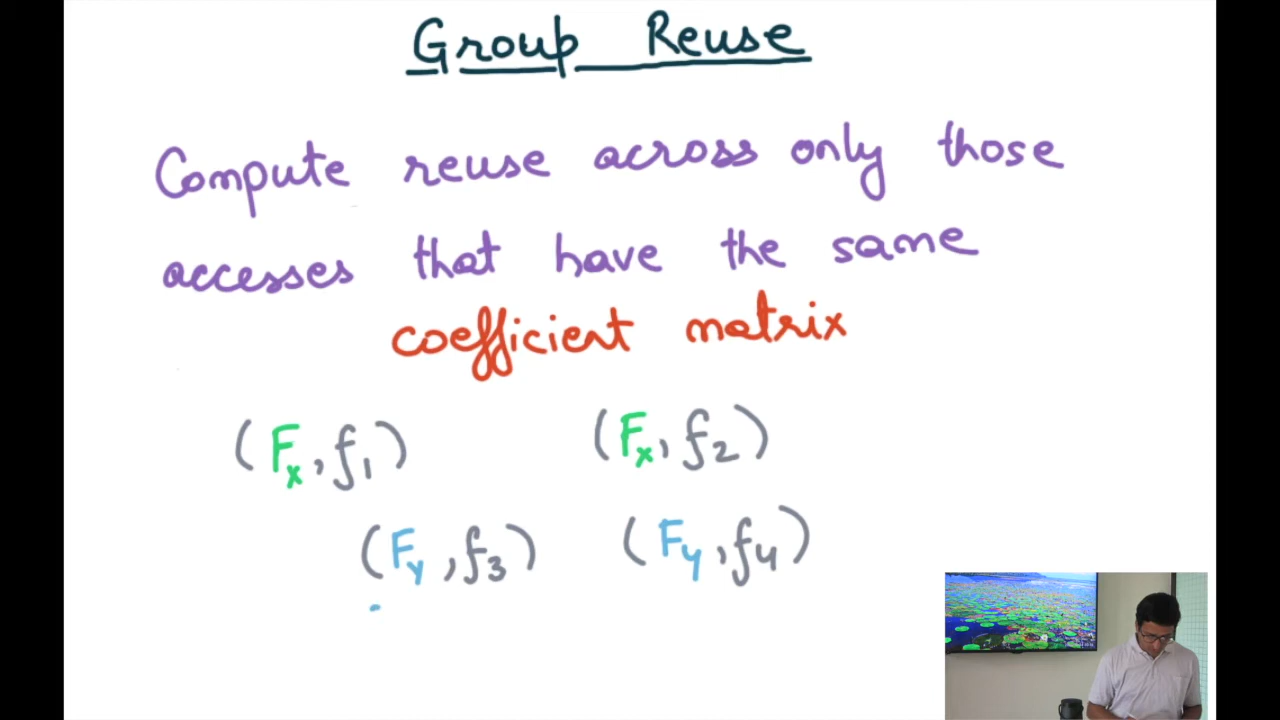 Group Reuse
Compute reuse across only those
accesses that have the same
coefficient matrix
(Fx, f1) (Fx, f2)
(Fy, f3) (Fy, f4)